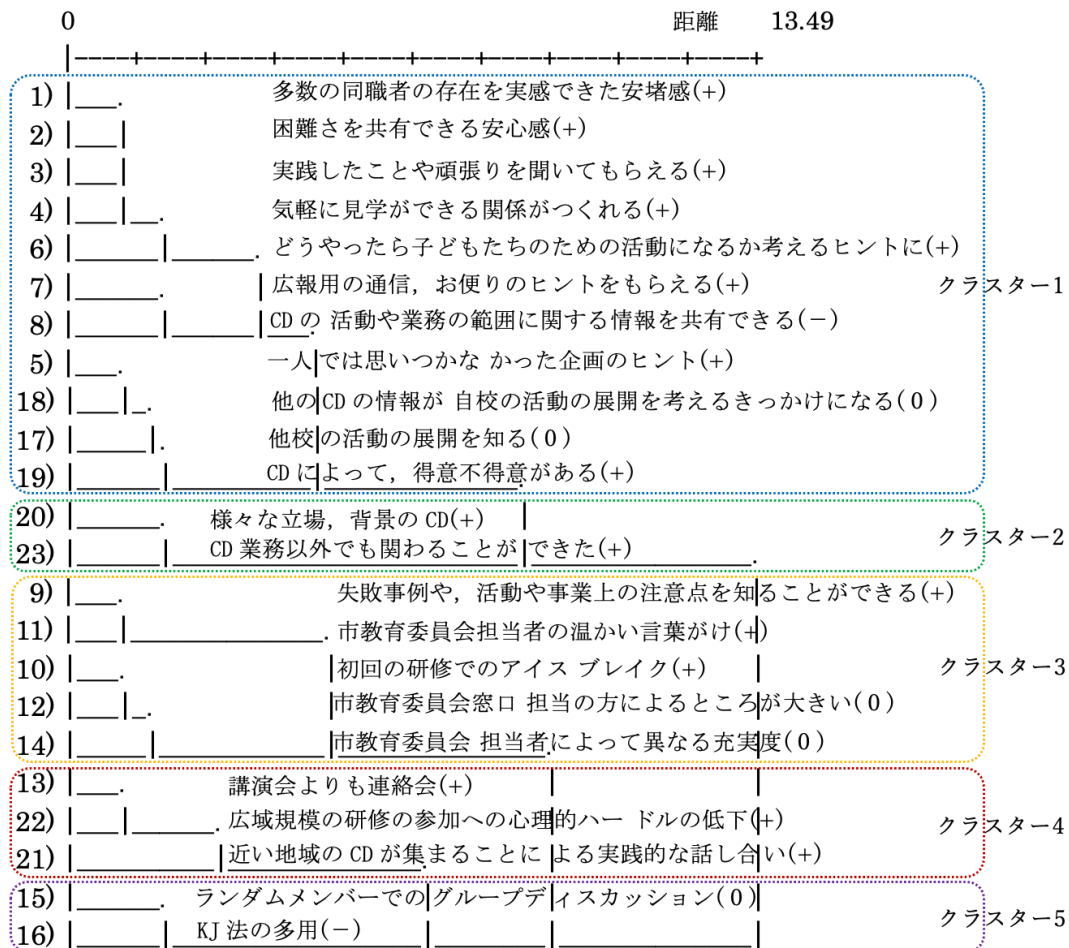 0 距離 13.49
1) 多数の同職者の存在を実感できた安堵感(+)
2) 困難さを共有できる安心感(+)
3) 実践したことや頑張りを聞いてもらえる(+)
4) 気軽に見学ができる関係がつくれる(+)
6) どうやったら子どもたちのための活動になるか考えるヒントに(+)
7) 広報用の通信，お便りのヒントをもらえる(+) クラスター1
8) CDの 活動や業務の範囲に関する情報を共有できる(−)
5) 一人では思いつかな かった企画のヒント(+)
18) 他のCDの情報が 自校の活動の展開を考えるきっかけになる(0)
17) 他校の活動の展開を知る(0)
19) CDによって，得意不得意がある(+)
20) 様々な立場，背景のCD(+)
クラスター2
23) CD業務以外でも関わることができた(+)
9) 失敗事例や，活動や事業上の注意点を知ることができる(+)
11) 市教育委員会担当者の温かい言葉がけ(+)
10) 初回の研修でのアイス ブレイク(+) クラスター3
12) 市教育委員会窓口 担当の方によるところが大きい(0)
14) 市教育委員会 担当者によって異なる充実度(0)
13) 講演会よりも連絡会(+)
22) 広域規模の研修の参加への心理的ハー ドルの低下(+) クラスター4
21) 近い地域のCDが集まることに よる実践的な話し合い(+)
15) ランダムメンバーでのグループディスカッション(0)
クラスター5
16) KJ法の多用(−)